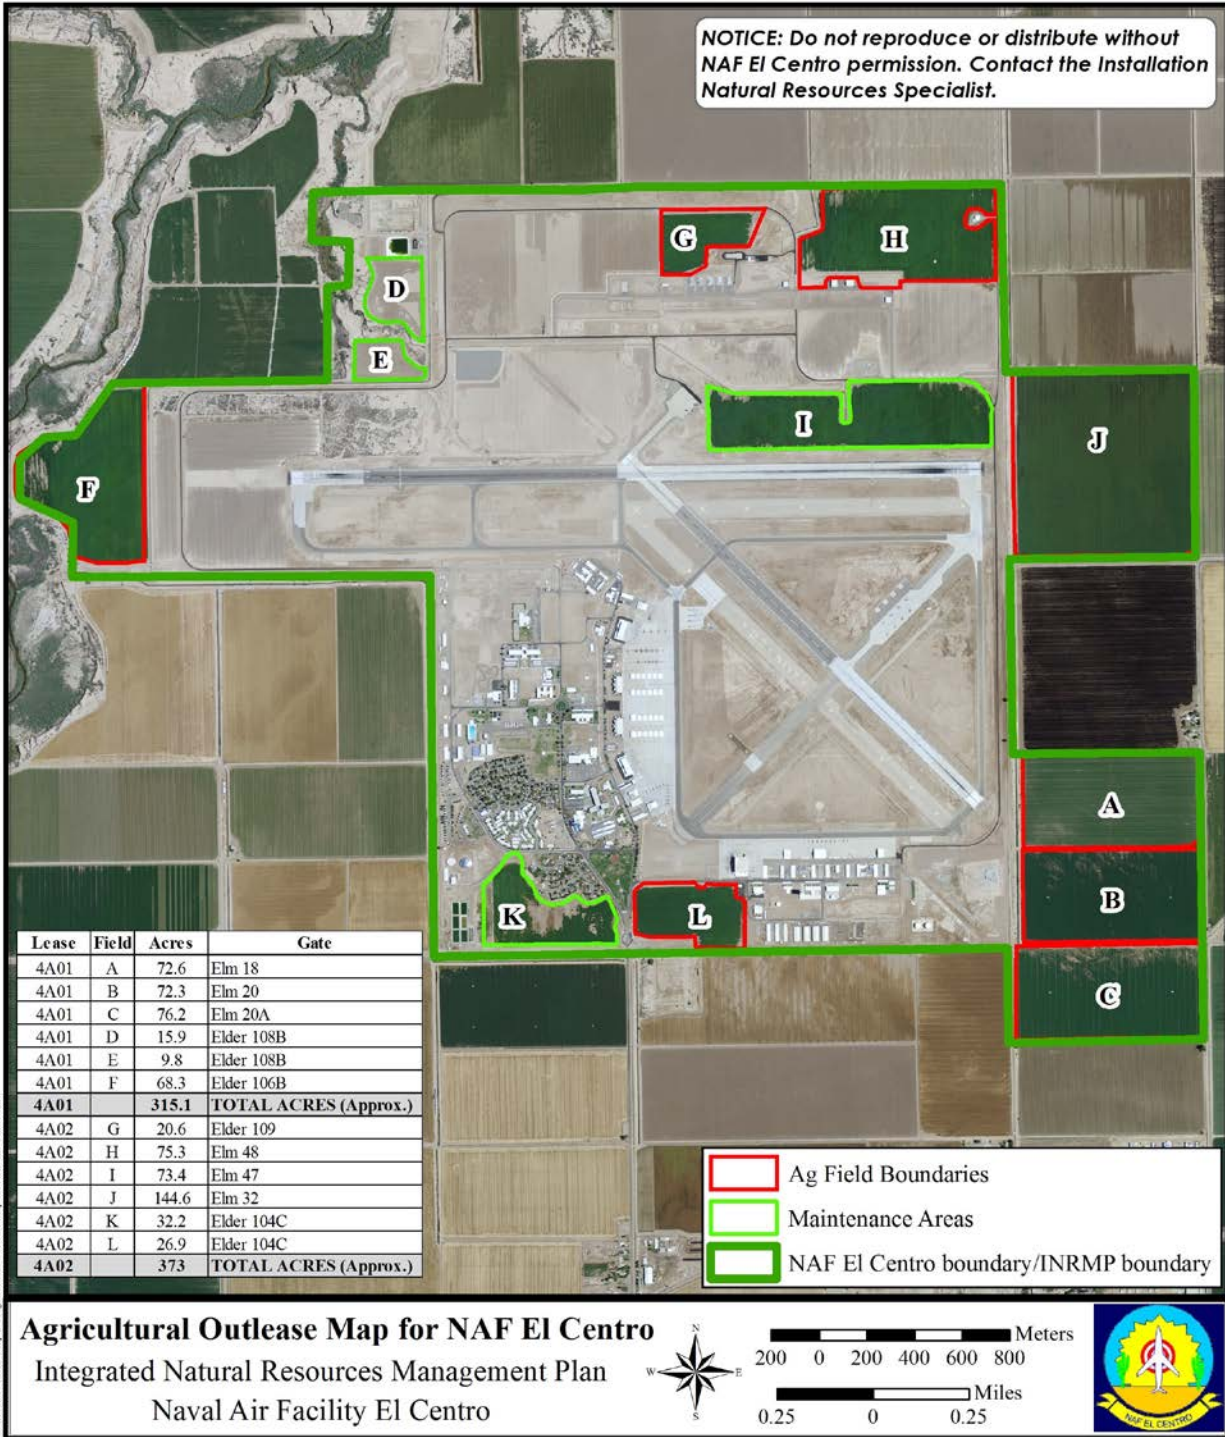 NOTICE: Do not reproduce or distribute without
NAF El Centro permission. Contact the Installation
Natural Resources Specialist.
G
H
D
E
I
J
F
A
B
K
L
C
Lease Field Acres Gate
4A01 A 72.6 Elm 18
4A01 B 72.3 Elm 20
4A01 C 76.2 Elm 20A
4A01 D 15.9 Elder 108B
4A01 E 9.8 Elder 108B
4A01 F 68.3 Elder 106B
4A01 315.1 TOTAL ACRES (Approx.)
4A02 G 20.6 Elder 109
4A02 H 75.3 Elm 48
4A02 I 73.4 Elm 47
4A02 J 144.6 Elm 32
4A02 K 32.2 Elder 104C
4A02 L 26.9 Elder 104C
4A02 373 TOTAL ACRES (Approx.)
Ag Field Boundaries
Maintenance Areas
NAF El Centro boundary/INRMP boundary
Agricultural Outlease Map for NAF El Centro
Integrated Natural Resources Management Plan
Naval Air Facility El Centro
N
W E
S
Meters
200 0 200 400 600 800
Miles
0.25 0 0.25
NAF EL CENTRO